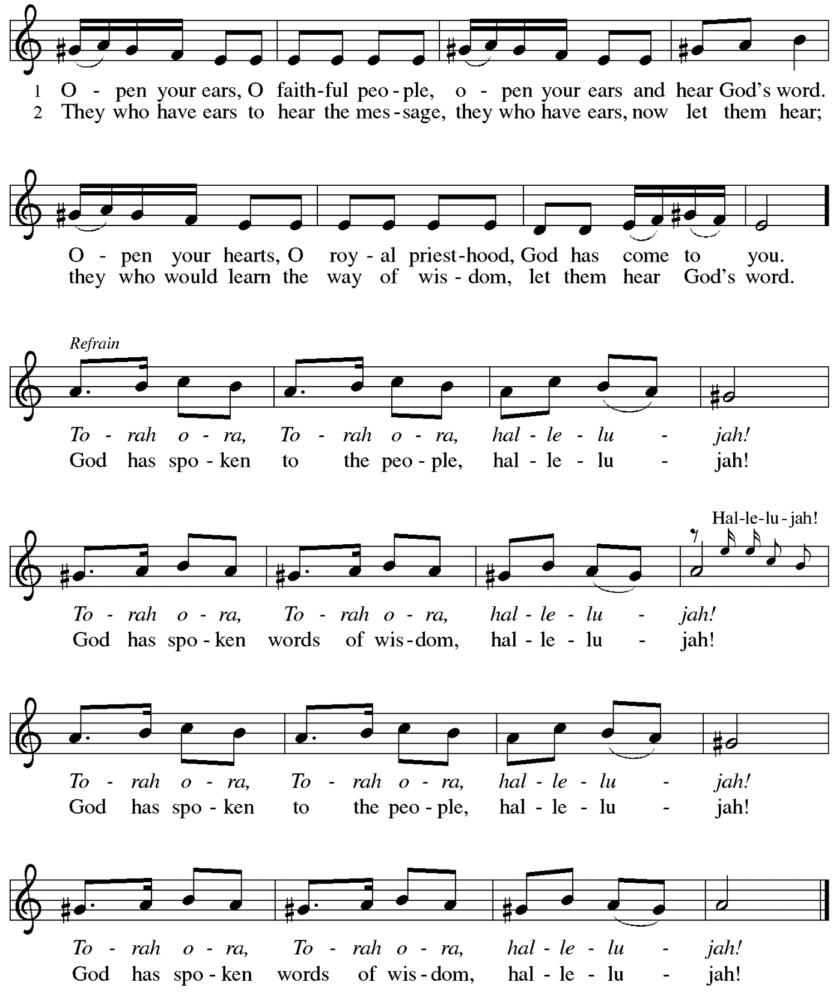 1 O - pen your ears, O faith-ful peo - ple, o - pen your ears and hear God's word.
2 They who have ears to hear the mes - sage, they who have ears, now let them hear;
O - pen your hearts, O roy - al priest-hood, God has come to you.
they who would learn the way of wis - dom, let them hear God's word.
Refrain
To - rah o - ra, To - rah o - ra, hal - le - lu - jah!
God has spo - ken to the peo - ple, hal - le - lu - jah!
Hal-le-lu-jah!
To - rah o - ra, To - rah o - ra, hal - le - lu - jah!
God has spo - ken words of wis - dom, hal - le - lu - jah!
To - rah o - ra, To - rah o - ra, hal - le - lu - jah!
God has spo - ken to the peo - ple, hal - le - lu - jah!
To - rah o - ra, To - rah o - ra, hal - le - lu - jah!
God has spo - ken words of wis - dom, hal - le - lu - jah!